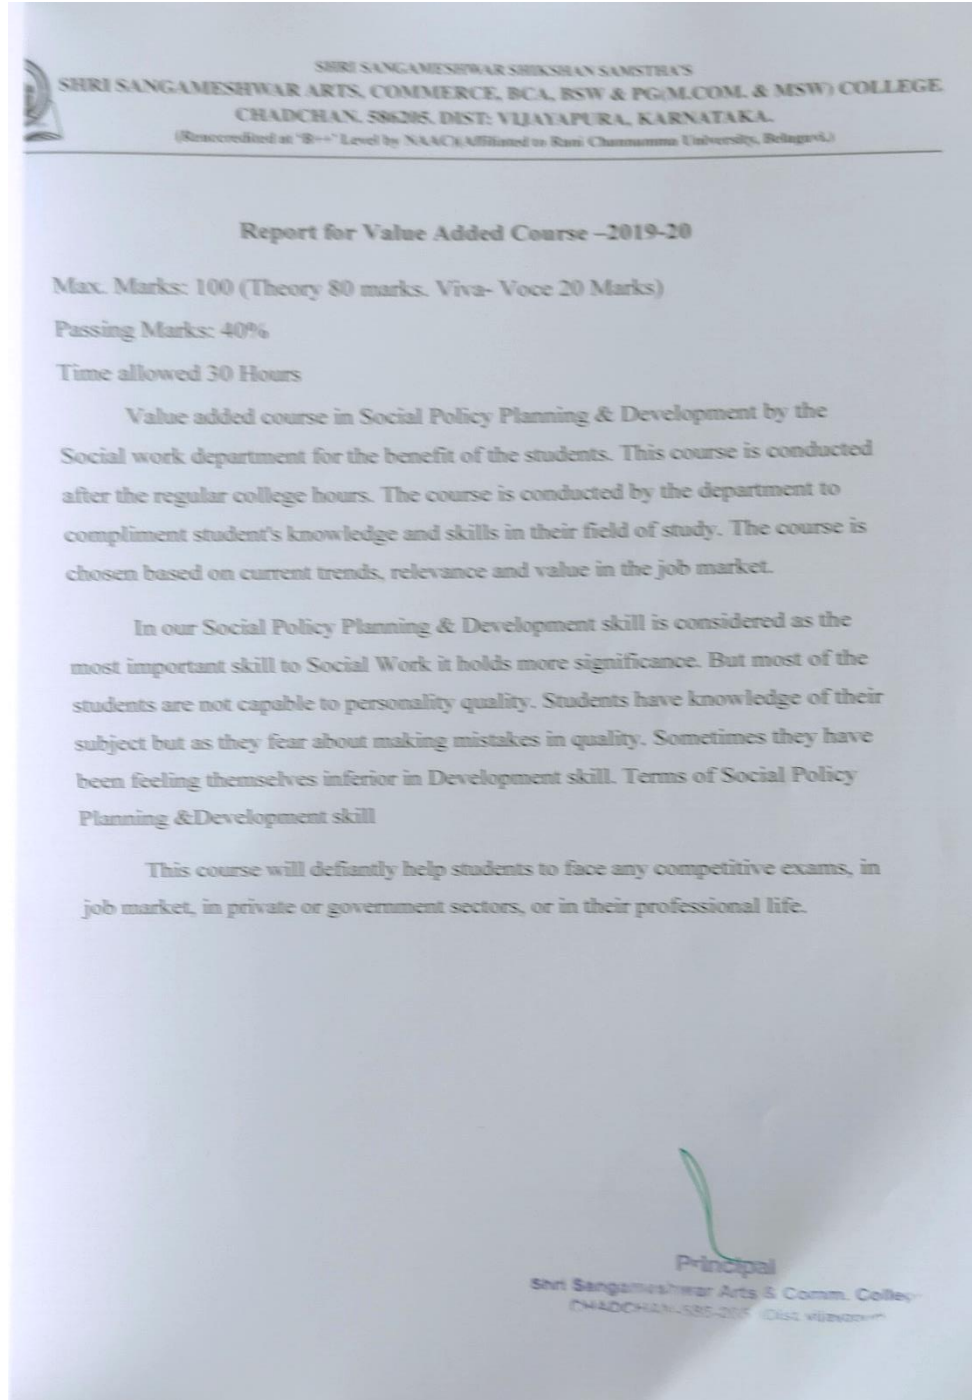 SHRI SANGAMESHWAR SHIKSHAN SAMSTHA'S
SHRI SANGAMESHWAR ARTS, COMMERCE, BCA, BSW & PG(M.COM. & MSW) COLLEGE
CHADCHAN. 586205. DIST: VIJAYAPURA, KARNATAKA.
(Reaccredited at "B++" Level by NAAC)(Affiliated to Rani Channamma University, Belagavi.)
Report for Value Added Course –2019-20
Max. Marks: 100 (Theory 80 marks. Viva- Voce 20 Marks)
Passing Marks: 40%
Time allowed 30 Hours
Value added course in Social Policy Planning & Development by the
Social work department for the benefit of the students. This course is conducted
after the regular college hours. The course is conducted by the department to
compliment student's knowledge and skills in their field of study. The course is
chosen based on current trends, relevance and value in the job market.
In our Social Policy Planning & Development skill is considered as the
most important skill to Social Work it holds more significance. But most of the
students are not capable to personality quality. Students have knowledge of their
subject but as they fear about making mistakes in quality. Sometimes they have
been feeling themselves inferior in Development skill. Terms of Social Policy
Planning &Development skill
This course will defiantly help students to face any competitive exams, in
job market, in private or government sectors, or in their professional life.
Principal
Shri Sangameshwar Arts & Comm. Colleg
CHADCHAN-586-205 Dist